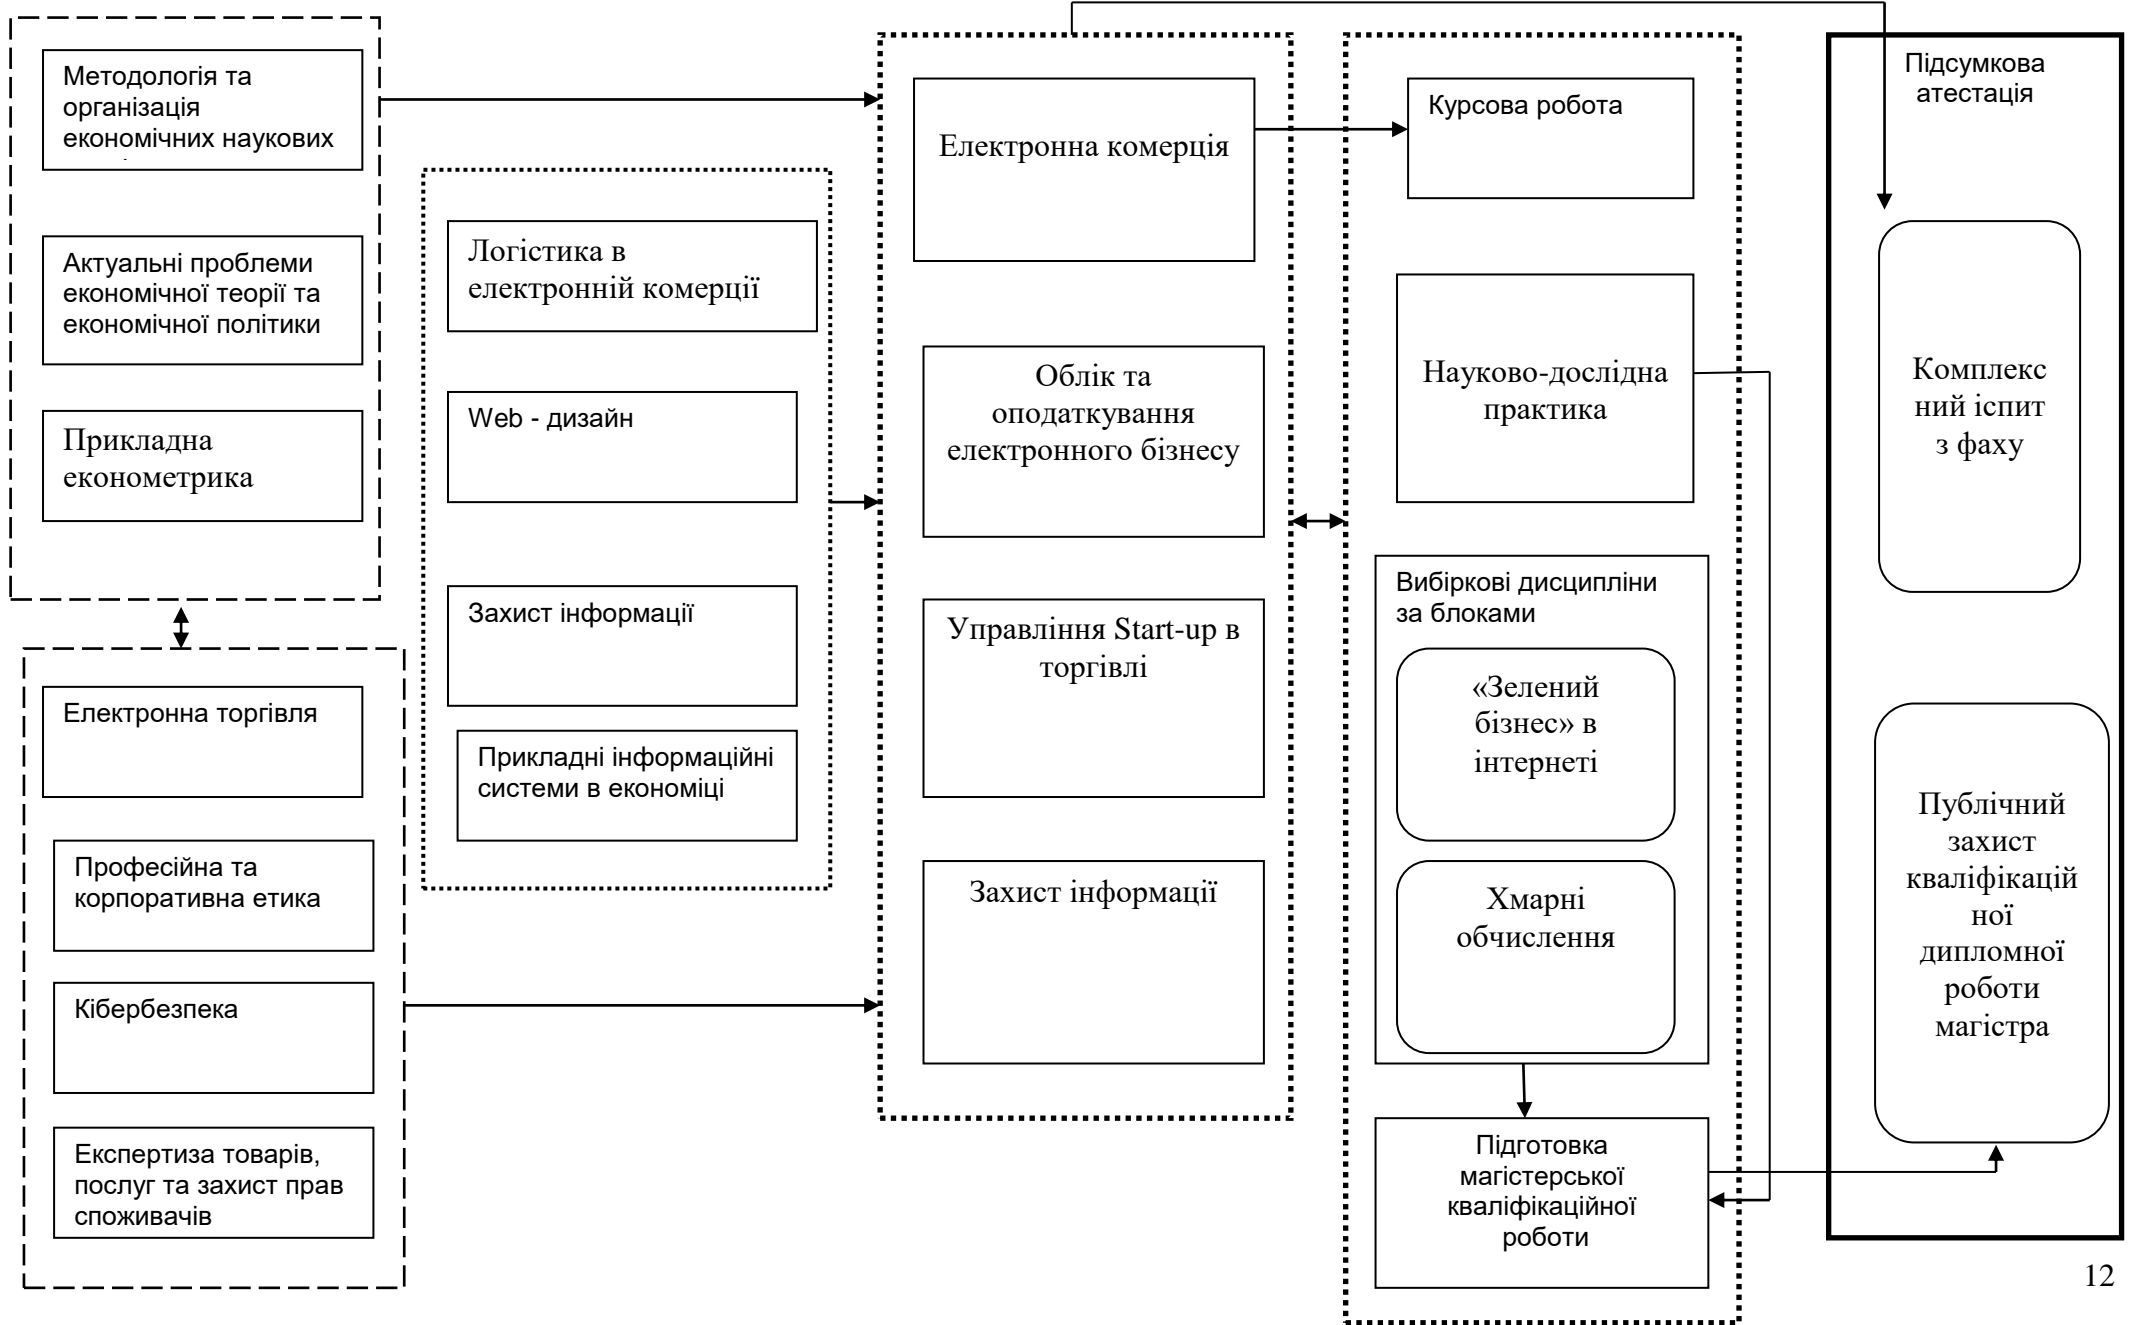 Методологія та
організація
економічних наукових
Актуальні проблеми
економічної теорії та
економічної політики
Прикладна
економетрика
Електронна торгівля
Професійна та
корпоративна етика
Кібербезпека
Експертиза товарів,
послуг та захист прав
споживачів
Логістика в
електронній комерції
Web - дизайн
Захист інформації
Прикладні інформаційні
системи в економіці
Електронна комерція
Облік та
оподаткування
електронного бізнесу
Управління Start-up в
торгівлі
Захист інформації
Курсова робота
Науково-дослідна
практика
Вибіркові дисципліни
за блоками
«Зелений
бізнес» в
інтернеті
Хмарні
обчислення
Підготовка
магістерської
кваліфікаційної
роботи
Підсумкова
атестація
Комплекс
ний іспит
з фаху
Публічний
захист
кваліфікацій
ної
дипломної
роботи
магістра
12